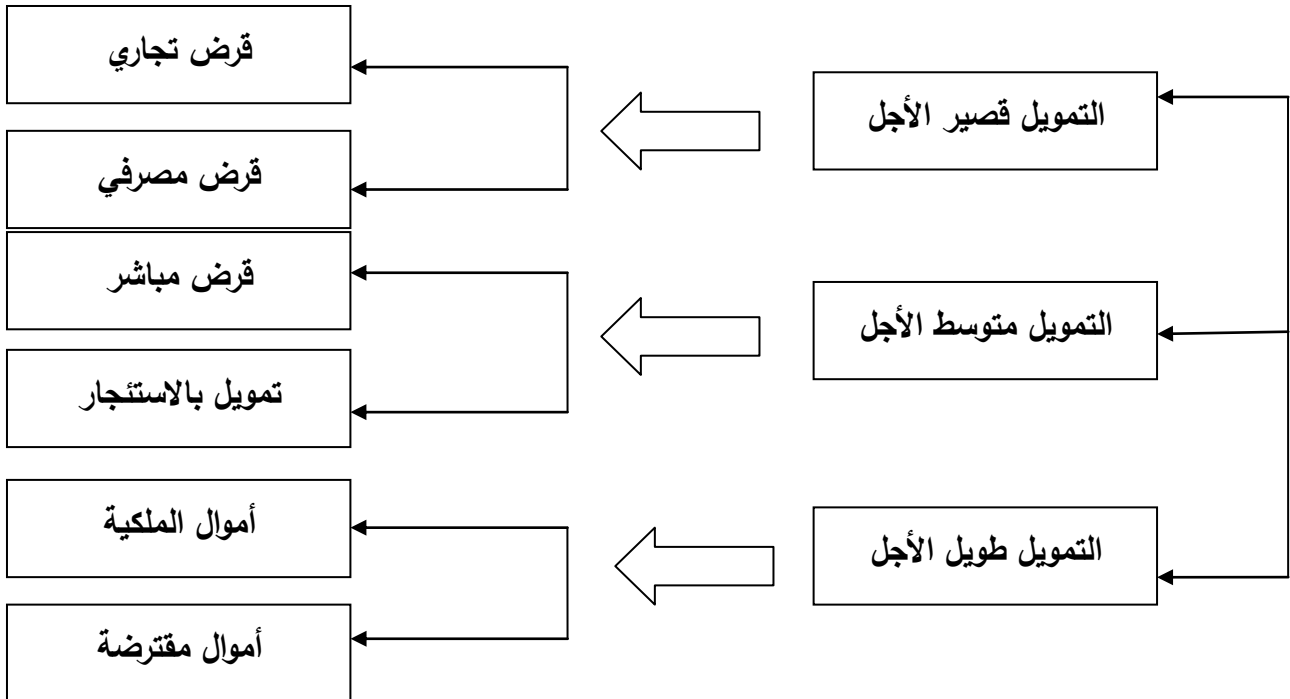 التمويل قصير الأجل
قرض تجاري
قرض مصرفي
التمويل متوسط الأجل
قرض مباشر
تمويل بالاستئجار
التمويل طويل الأجل
أموال الملكية
أموال مقترضة